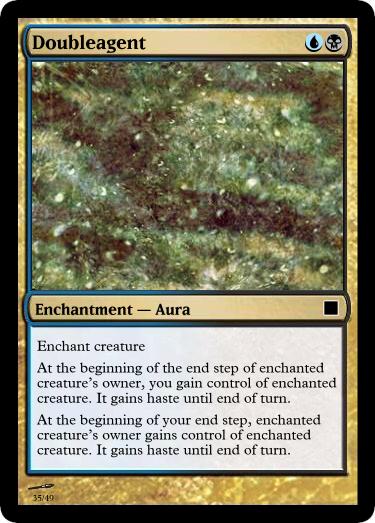 Doubleagent
Enchantment — Aura
Enchant creature
At the beginning of the end step of enchanted
creature's owner, you gain control of enchanted
creature. It gains haste until end of turn.
At the beginning of your end step, enchanted
creature's owner gains control of enchanted
creature. It gains haste until end of turn.
35/49